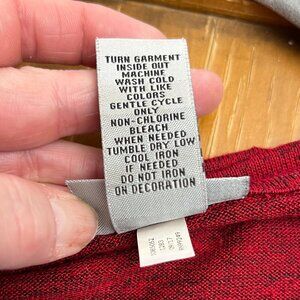 TURN GARMENT
INSIDE OUT
MACHINE
WASH COLD
WITH LIKE
COLORS
GENTLE CYCLE
ONLY
NON-CHLORINE
BLEACH
WHEN NEEDED
TUMBLE DRY LOW
COOL IRON
IF NEEDED
DO NOT IRON
ON DECORATION